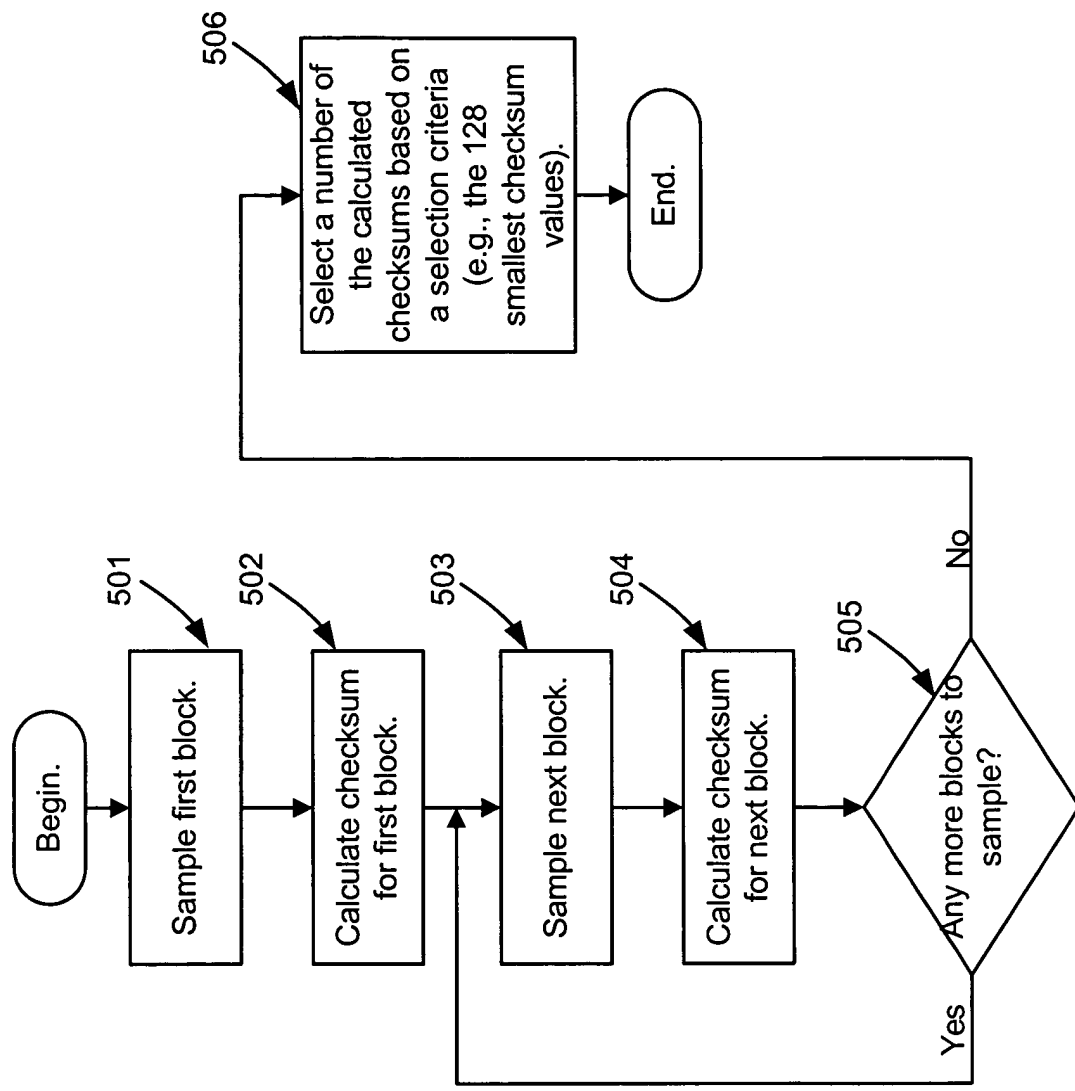 Begin.
501
Sample first block.
502
Calculate checksum
for first block.
503
Sample next block.
504
Calculate checksum
for next block.
505
Any more blocks to
sample?
Yes
No
506
Select a number of
the calculated
checksums based on
a selection criteria
(e.g., the 128
smallest checksum
values).
End.